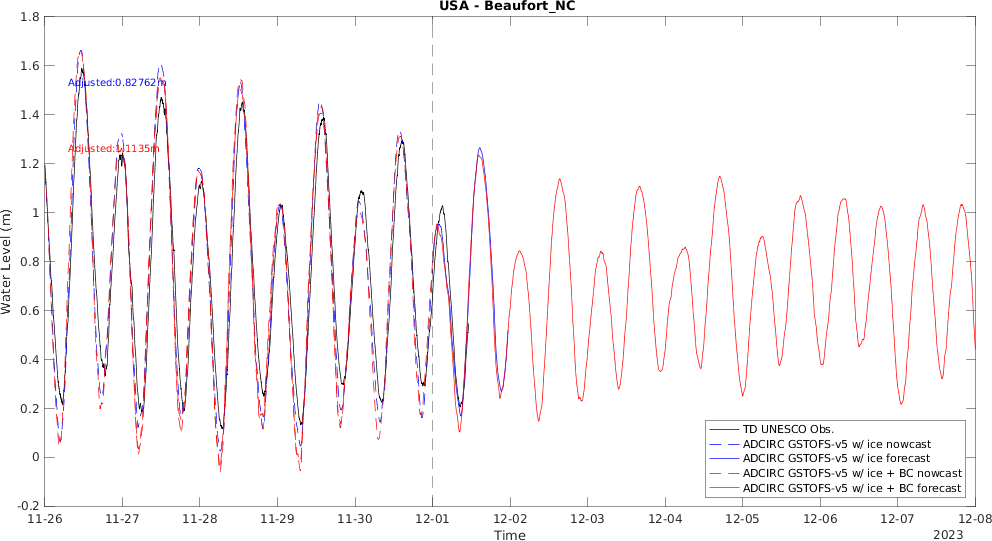 USA - Beaufort_NC
1.8
1.6
1.4
1.2
1
0.8
0.6
0.4
0.2
0
-0.2
Water Level (m)
Adjusted:0.82762m
Adjusted:1.1135m
TD UNESCO Obs.
ADCIRC GSTOFS-v5 w/ ice nowcast
ADCIRC GSTOFS-v5 w/ ice forecast
ADCIRC GSTOFS-v5 w/ ice + BC nowcast
ADCIRC GSTOFS-v5 w/ ice + BC forecast
11-26 11-27 11-28 11-29 11-30 12-01 12-02 12-03 12-04 12-05 12-06 12-07 12-08
Time
2023